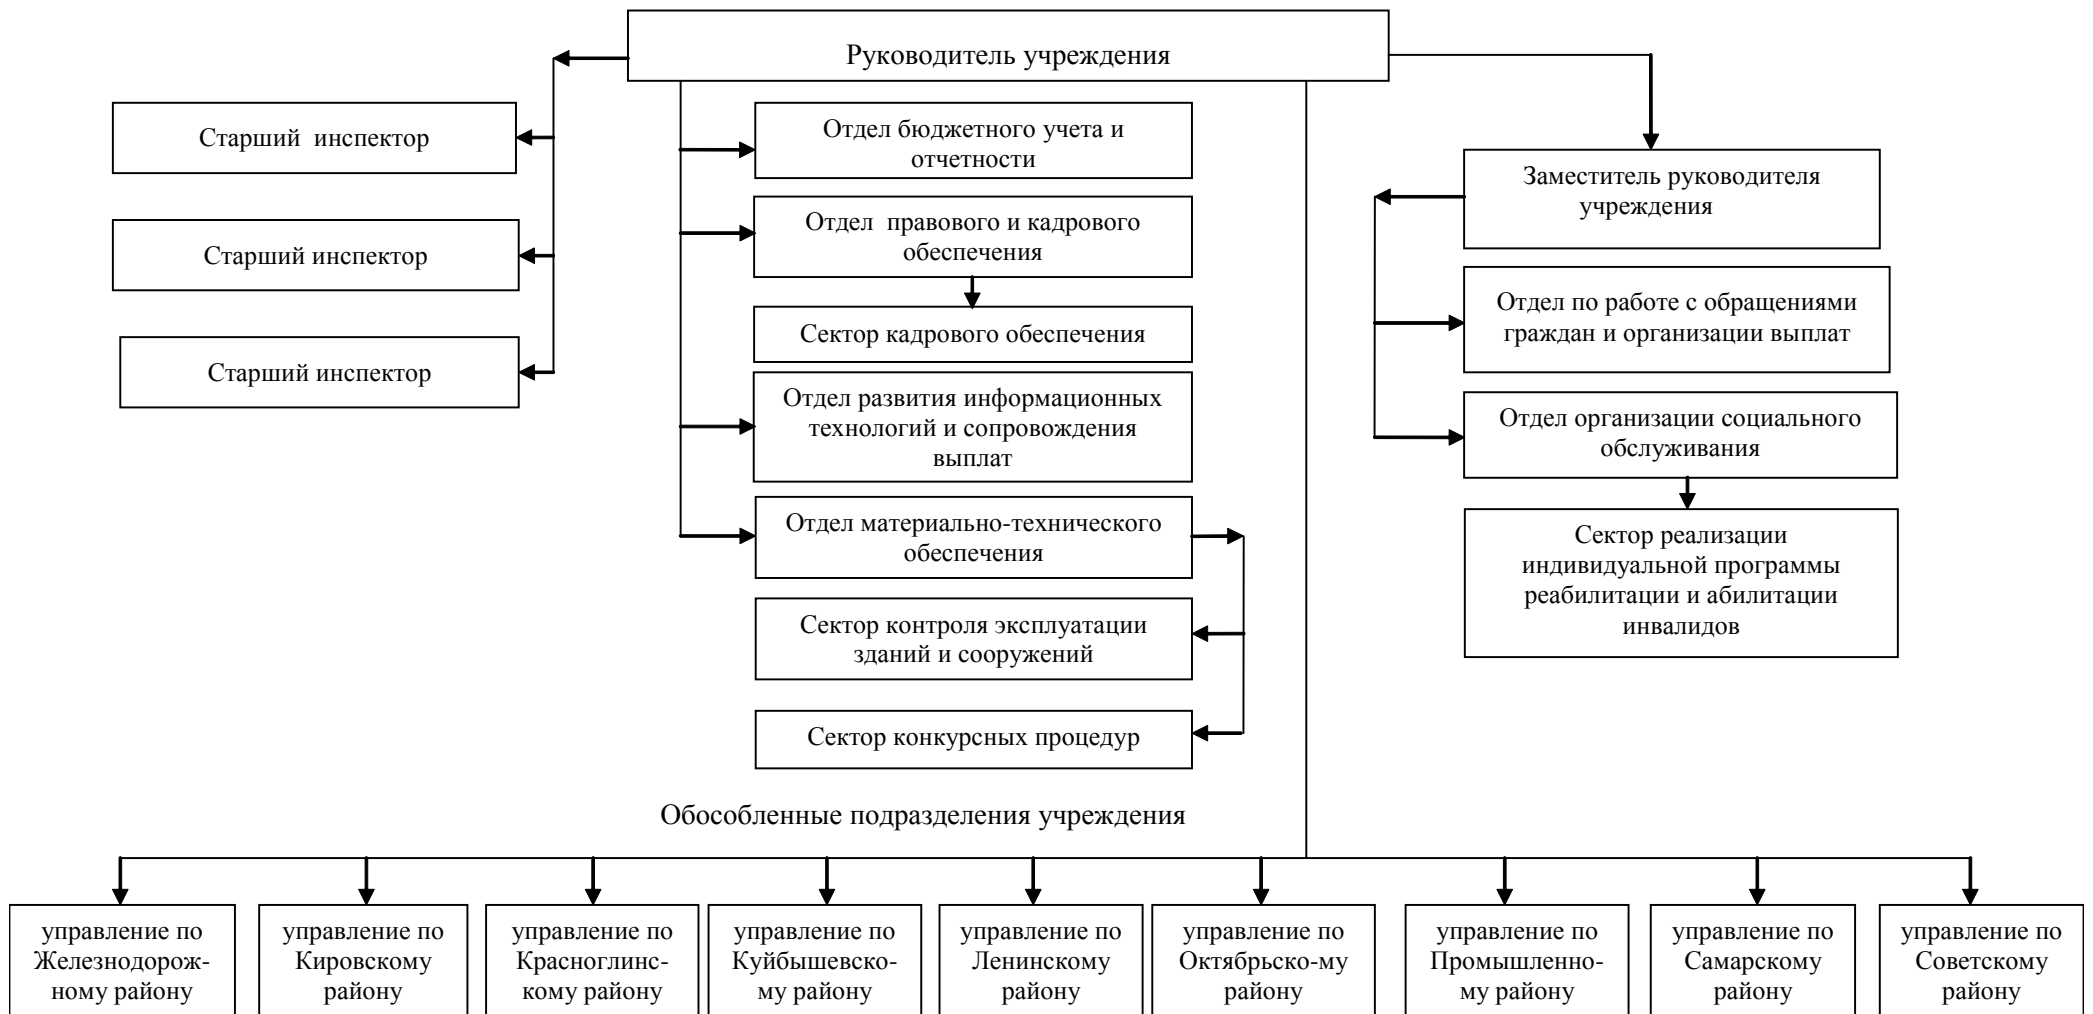 Руководитель учреждения
Старший  инспектор
Старший инспектор
Старший инспектор
Отдел бюджетного учета и
отчетности
Отдел  правового и кадрового
обеспечения
Сектор кадрового обеспечения
Отдел развития информационных
технологий и сопровождения
выплат
Отдел материально-технического
обеспечения
Сектор контроля эксплуатации
зданий и сооружений
Сектор конкурсных процедур
Заместитель руководителя
учреждения
Отдел по работе с обращениями
граждан и организации выплат
Отдел организации социального
обслуживания
Сектор реализации
индивидуальной программы
реабилитации и абилитации
инвалидов
Обособленные подразделения учреждения
управление по
Железнодорож-
ному району
управление по
Кировскому
району
управление по
Красноглинс-
кому району
управление по
Куйбышевско-
му району
управление по
Ленинскому
району
управление по
Октябрьско-му
району
управление по
Промышленно-
му району
управление по
Самарскому
району
управление по
Советскому
району